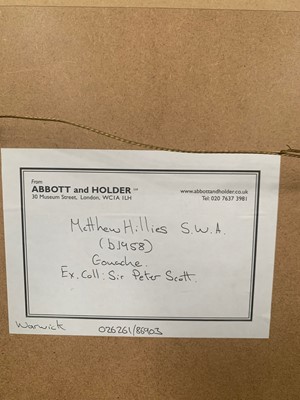 From
ABBOTT and HOLDER
30 Museum Street, London, WC1A 1LH
www.abbottandholder.co.uk
Tel: 020 7637 3981
Matthew Hillies S.W.A.
(b1958)
Gouache.
Ex. Coll: Sir Peter Scott.
Warwick
026261/86903